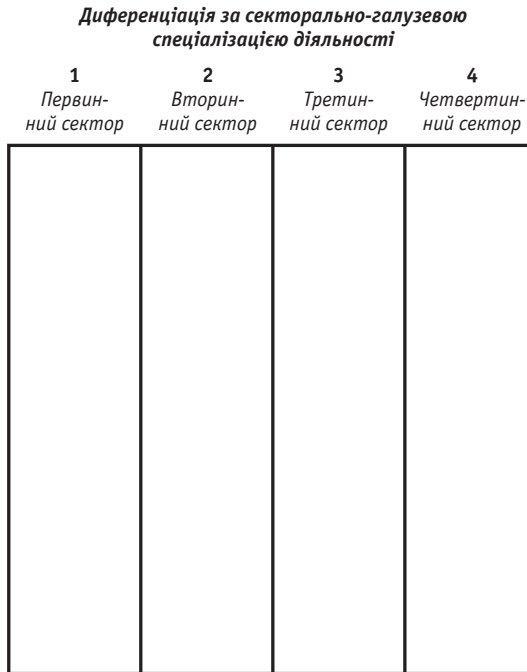 Диференціація за секторально-галузевою
спеціалізацією діяльності
1 2 3 4
Первин- Вторин- Третин- Четвертин-
ний сектор ний сектор ний сектор ний сектор